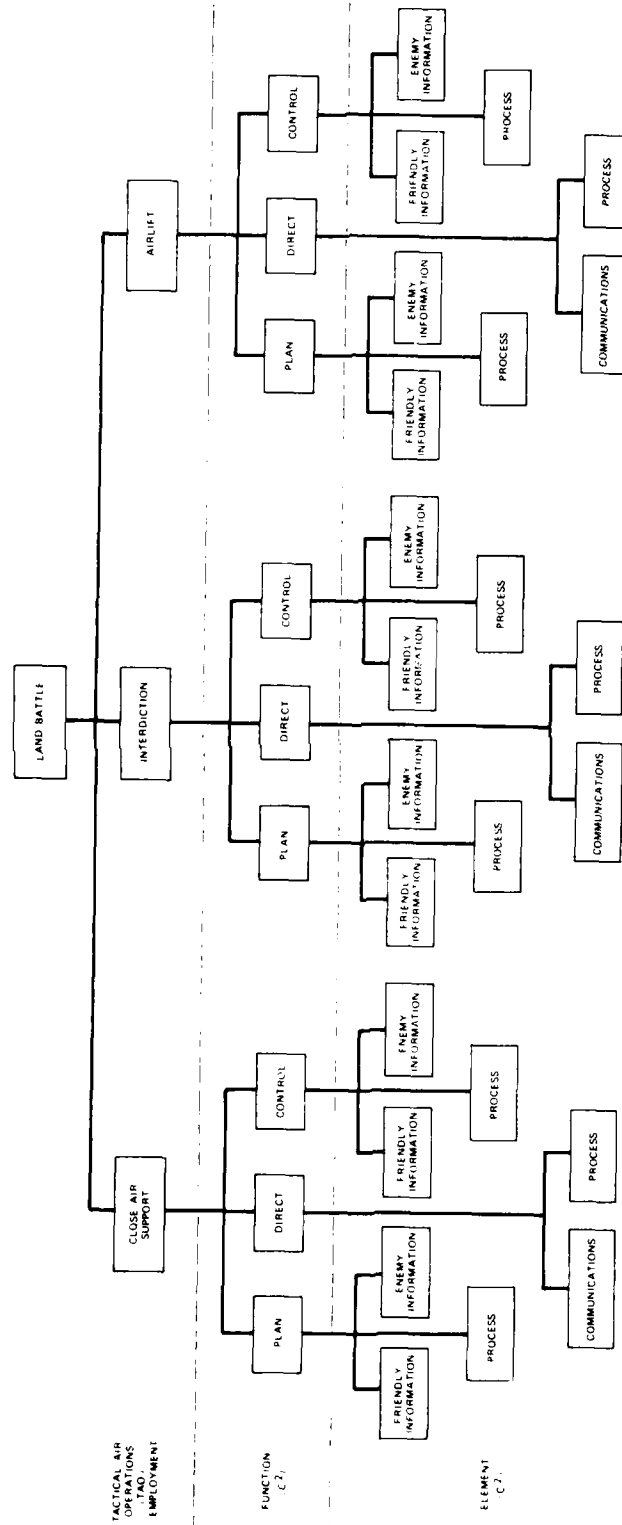 LAND BATTLE
TACTICAL AIR
OPERATIONS
(TAO)
EMPLOYMENT
CLOSE AIR
SUPPORT
INTERDICTION
AIRLIFT
FUNCTION
(C²)
PLAN
DIRECT
CONTROL
PLAN
DIRECT
CONTROL
PLAN
DIRECT
CONTROL
ELEMENT
(C²)
FRIENDLY
INFORMATION
ENEMY
INFORMATION
FRIENDLY
INFORMATION
ENEMY
INFORMATION
FRIENDLY
INFORMATION
ENEMY
INFORMATION
FRIENDLY
INFORMATION
ENEMY
INFORMATION
FRIENDLY
INFORMATION
ENEMY
INFORMATION
FRIENDLY
INFORMATION
ENEMY
INFORMATION
PROCESS
PROCESS
PROCESS
PROCESS
PROCESS
PROCESS
COMMUNICATIONS
PROCESS
COMMUNICATIONS
PROCESS
COMMUNICATIONS
PROCESS